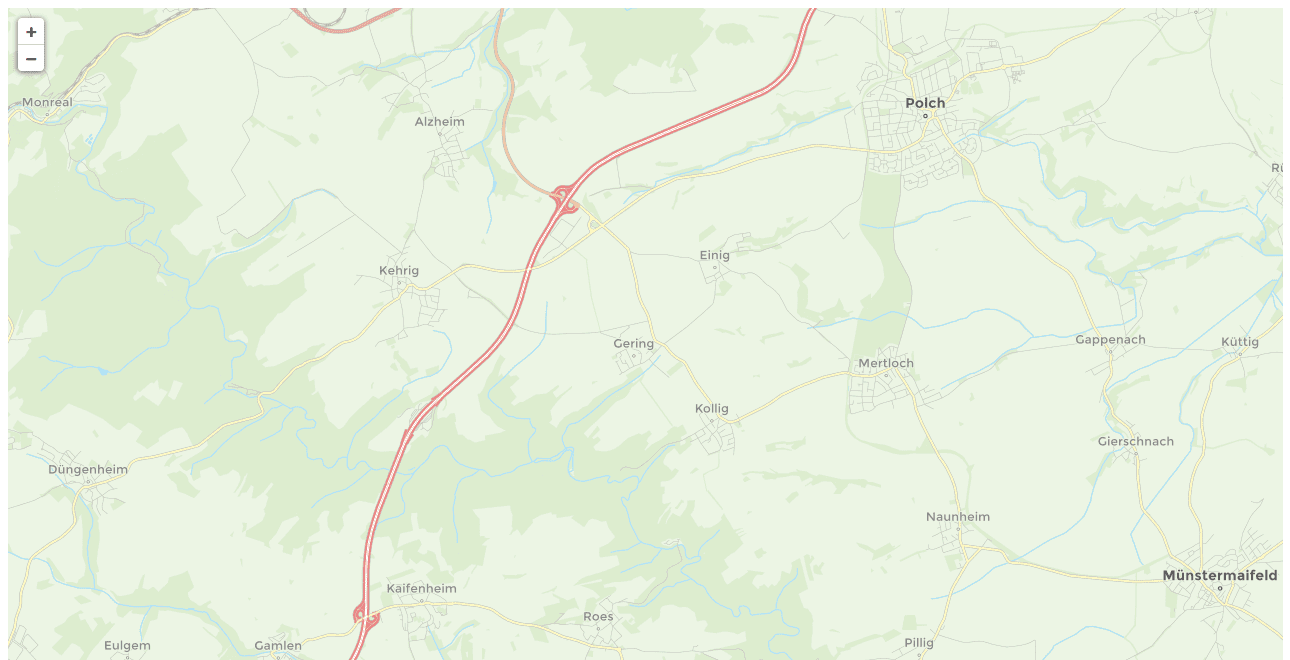 +
−
Monreal
Polch
Alzheim
Einig
Kehrig
Gering
Gappenach
Küttig
Mertloch
Kollig
Gierschnach
Düngenheim
Naunheim
Münstermaifeld
Kaifenheim
Roes
Eulgem
Gamlen
Pillig